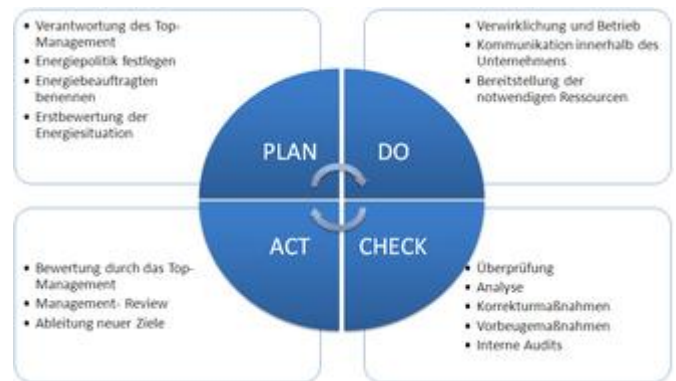 • Verantwortung des Top-
Management
• Energiepolitik festlegen
• Energiebeauftragten
benennen
• Erstbewertung der
Energiesituation
• Verwirklichung und Betrieb
• Kommunikation innerhalb des
Unternehmens
• Bereitstellung der
notwendigen Ressourcen
PLAN
DO
ACT
CHECK
• Bewertung durch das Top-
Management
• Management- Review
• Ableitung neuer Ziele
• Überprüfung
• Analyse
• Korrekturmaßnahmen
• Vorbeugemaßnahmen
• Interne Audits